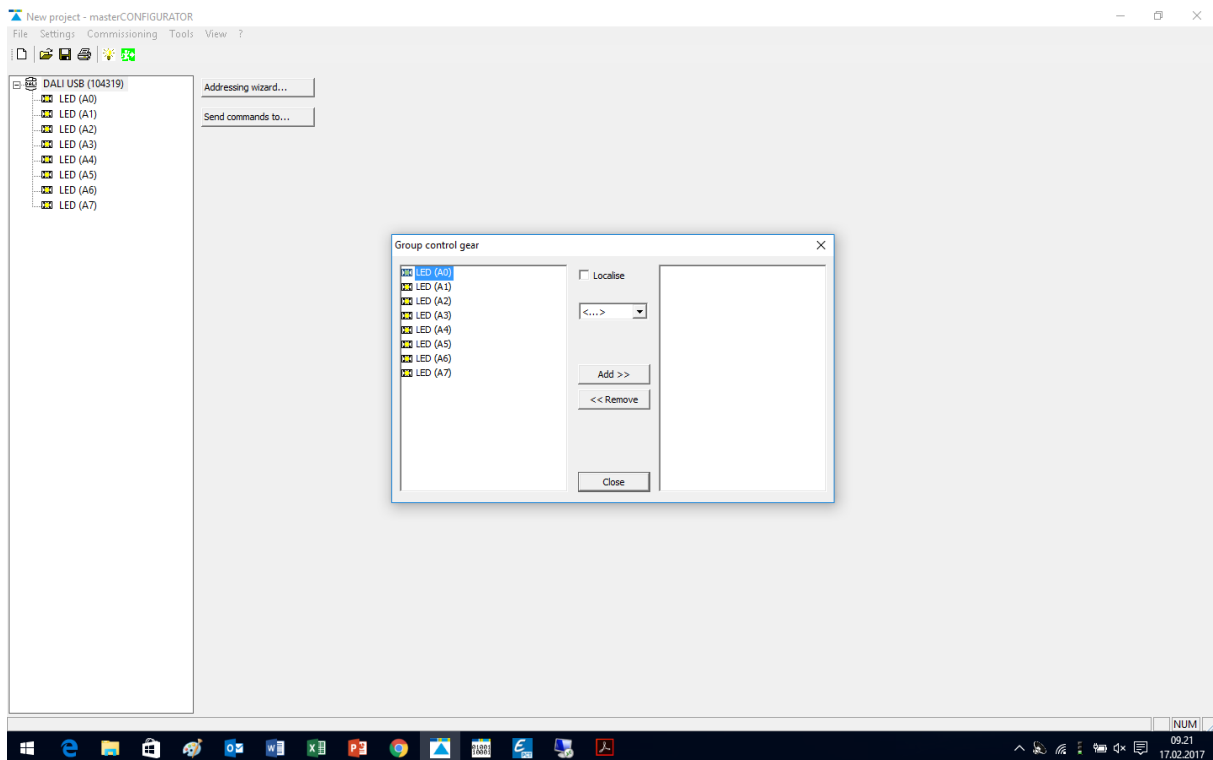 New project - masterCONFIGURATOR
File Settings Commissioning Tools View ?
DALI USB (104319)
LED (A0)
LED (A1)
LED (A2)
LED (A3)
LED (A4)
LED (A5)
LED (A6)
LED (A7)
Addressing wizard...
Send commands to...
Group control gear
LED (A0)
LED (A1)
LED (A2)
LED (A3)
LED (A4)
LED (A5)
LED (A6)
LED (A7)
Localise
<...>
Add >>
<< Remove
Close
NUM
09.21
17.02.2017